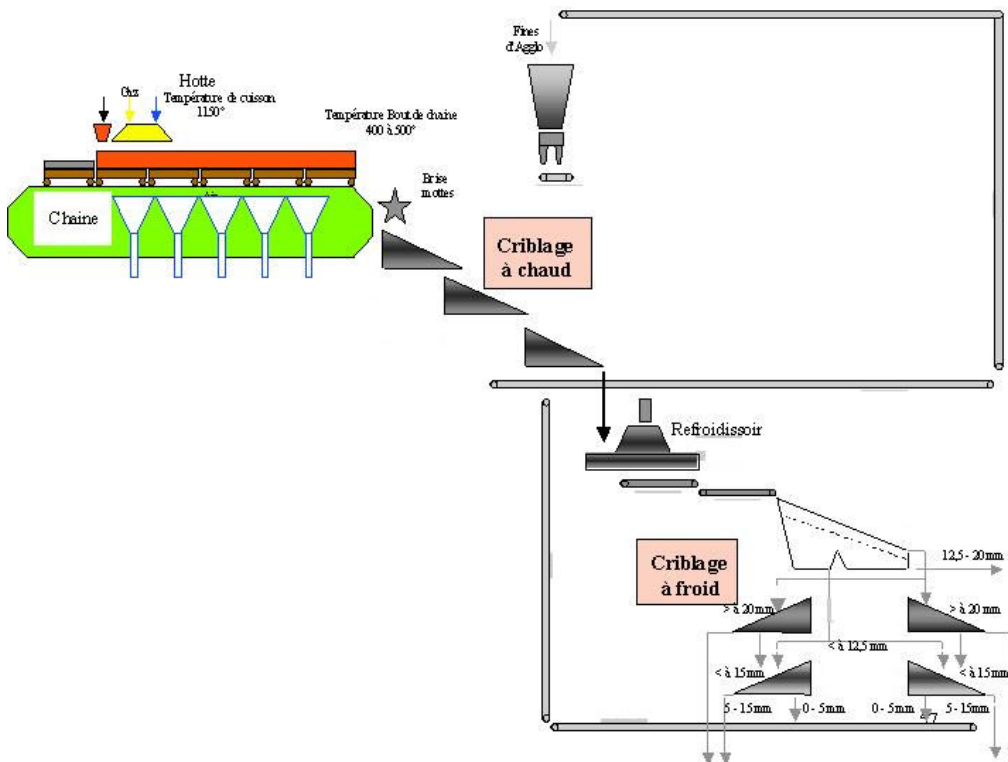 Fines
d'Agglo
Hotte
Gaz
Température de cuisson
1150°
Température Bout de chaine
400 à 500°
Brise
mottes
Chaine
Criblage
à chaud
Refroidissoir
Criblage
à froid
12,5 - 20mm
> à 20mm
> à 20mm
< à 12,5 mm
< à 15mm
< à 15mm
5 - 15mm
0 - 5mm
0 - 5mm
5 - 15mm